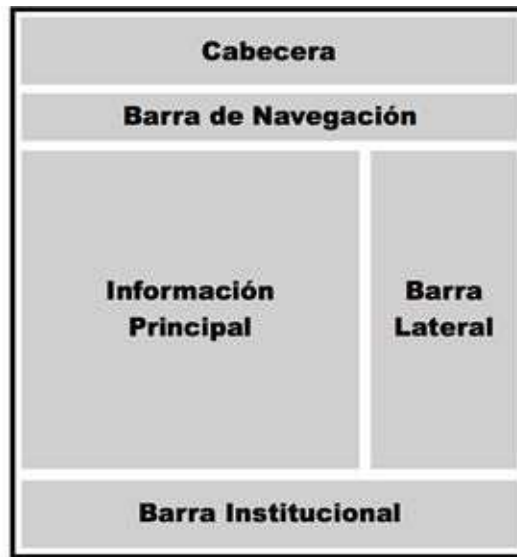 Cabecera
Barra de Navegación
Información
Principal
Barra
Lateral
Barra Institucional